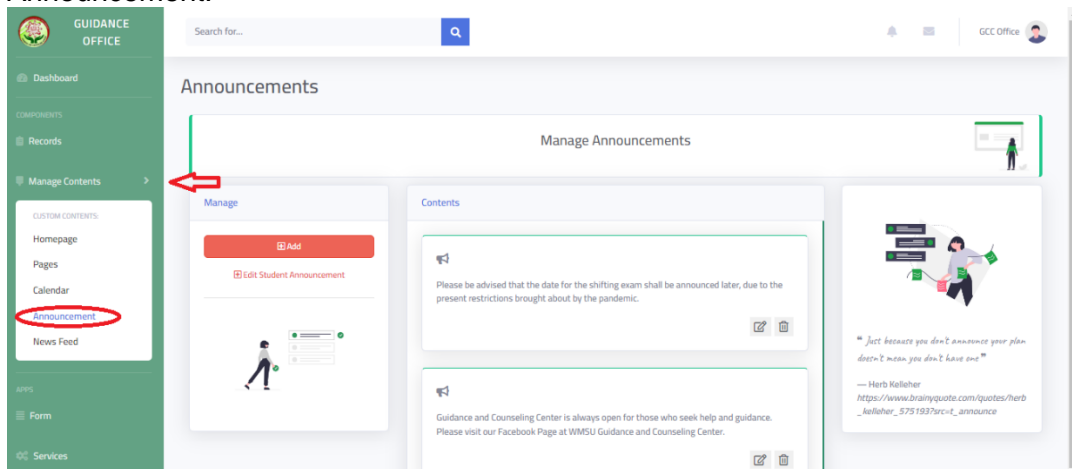 Announcement.
GUIDANCE
OFFICE
Search for...
GCC Office
Dashboard
Announcements
COMPONENTS
Records
Manage Announcements
Manage Contents
CUSTOM CONTENTS:
Homepage
Pages
Calendar
Announcement
News Feed
APPS
Form
Services
Manage
Add
Edit Student Announcement
Contents
Please be advised that the date for the shifting exam shall be announced later, due to the
present restrictions brought about by the pandemic.
Guidance and Counseling Center is always open for those who seek help and guidance.
Please visit our Facebook Page at WMSU Guidance and Counseling Center.
❝ Just because you don't announce your plan
doesn't mean you don't have one ❞
— Herb Kelleher
https://www.brainyquote.com/quotes/herb
_kelleher_575193?src=t_announce